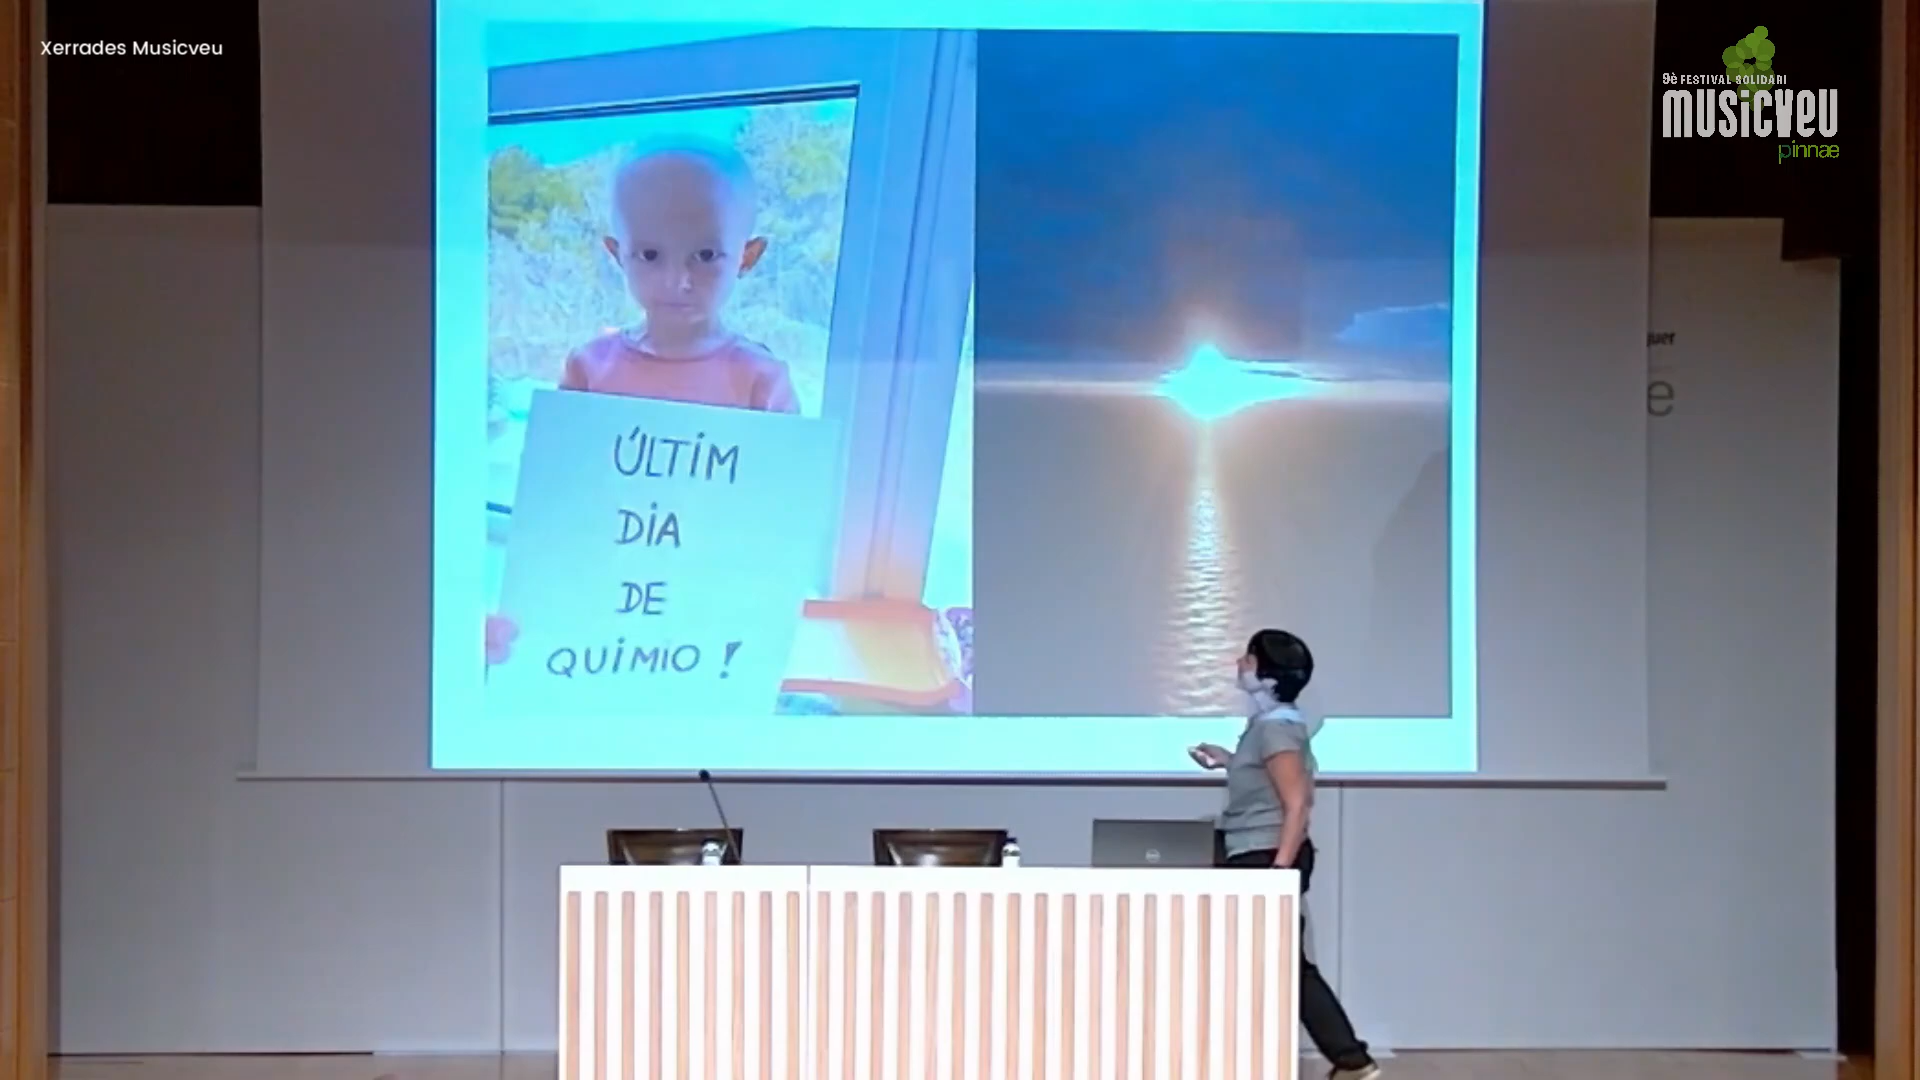 Xerrades Musicveu
9è FESTIVAL SOLIDARI
musicveu
pinnae
ÚLTIM
DIA
DE
QUIMIO !